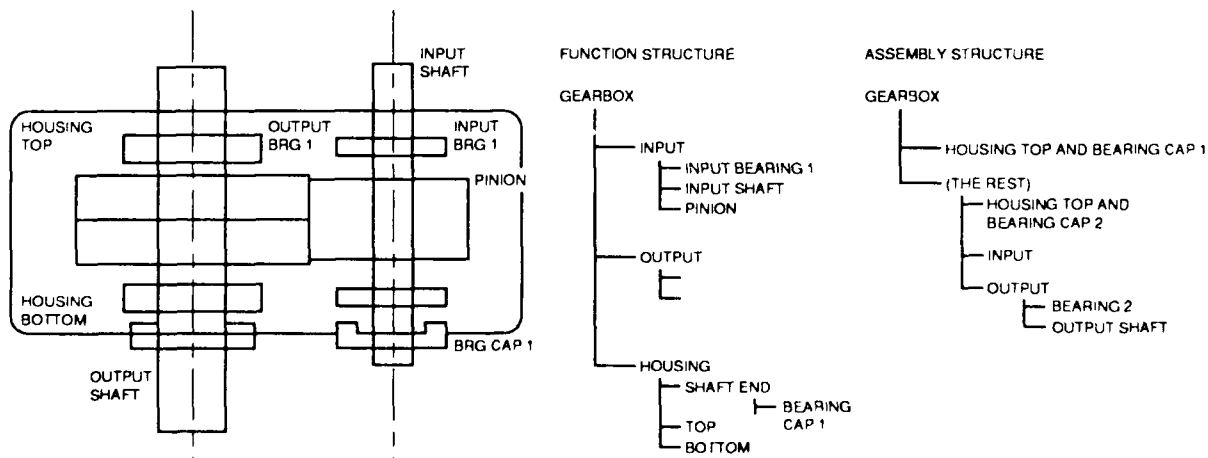 INPUT
SHAFT
HOUSING
TOP
OUTPUT
BRG 1
INPUT
BRG 1
PINION
HOUSING
BOTTOM
BRG CAP 1
OUTPUT
SHAFT
FUNCTION STRUCTURE
GEARBOX
INPUT
INPUT BEARING 1
INPUT SHAFT
PINION
OUTPUT
HOUSING
SHAFT END
BEARING
CAP 1
TOP
BOTTOM
ASSEMBLY STRUCTURE
GEARBOX
HOUSING TOP AND BEARING CAP 1
(THE REST)
HOUSING TOP AND
BEARING CAP 2
INPUT
OUTPUT
BEARING 2
OUTPUT SHAFT